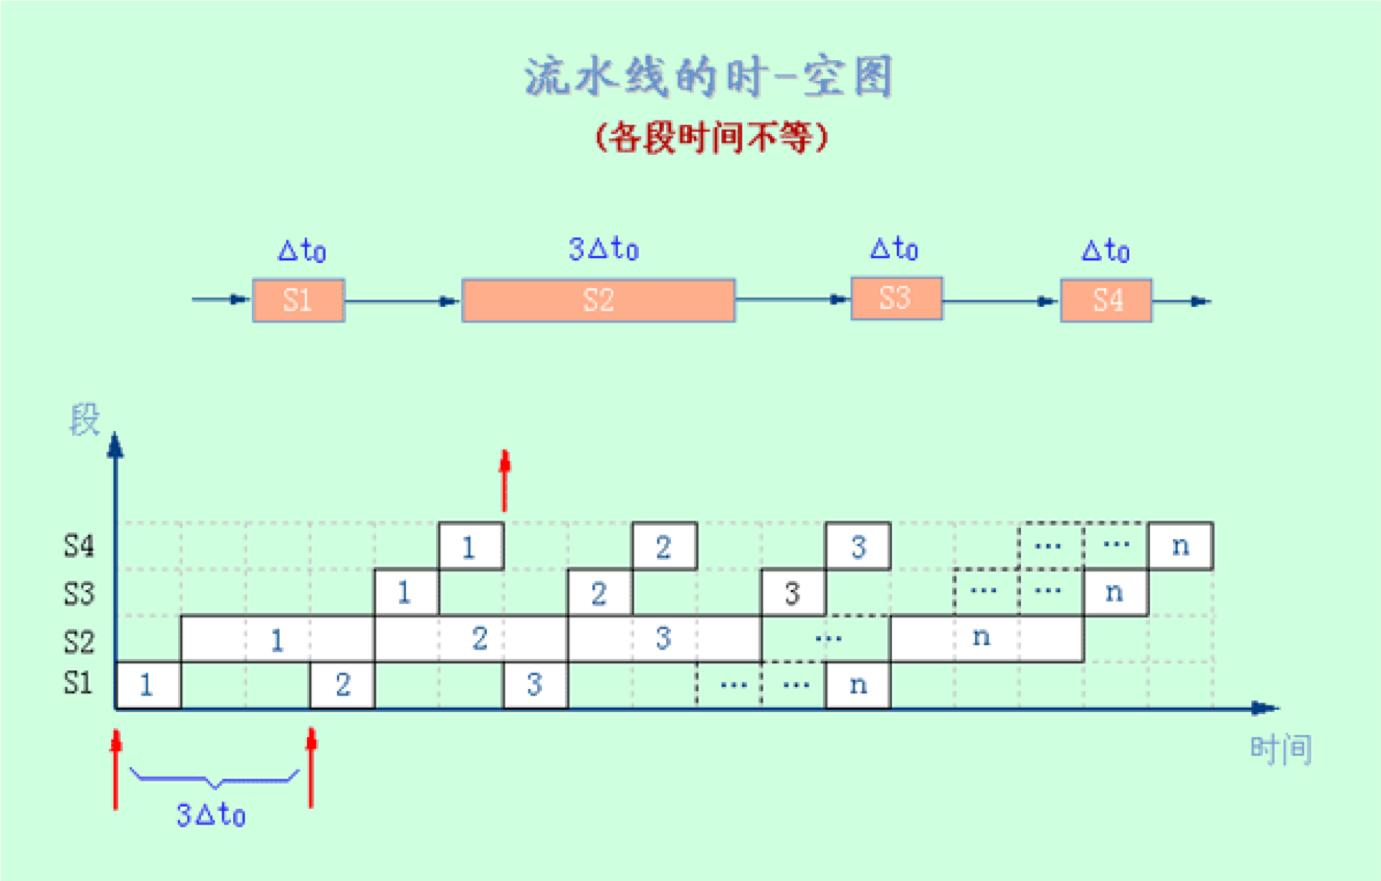 流水线的时-空图
(各段时间不等)
Δt0 3Δt0 Δt0 Δt0
S1 S2 S3 S4
段
S4 1 2 3 … … n
S3 1 2 3 … … n
S2 1 2 3 … n
S1 1 2 3 … … n
时间
3Δt0